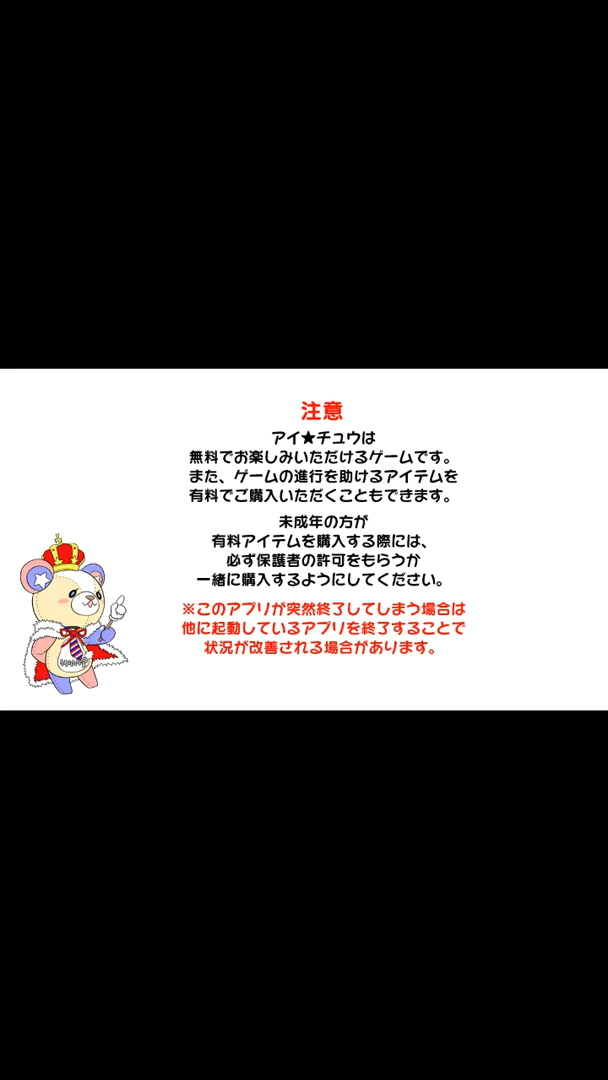 注意
アイ★チュウは
無料でお楽しみいただけるゲームです。
また、ゲームの進行を助けるアイテムを
有料でご購入いただくこともできます。
未成年の方が
有料アイテムを購入する際には、
必ず保護者の許可をもらうか
一緒に購入するようにしてください。
※このアプリが突然終了してしまう場合は
他に起動しているアプリを終了することで
状況が改善される場合があります。